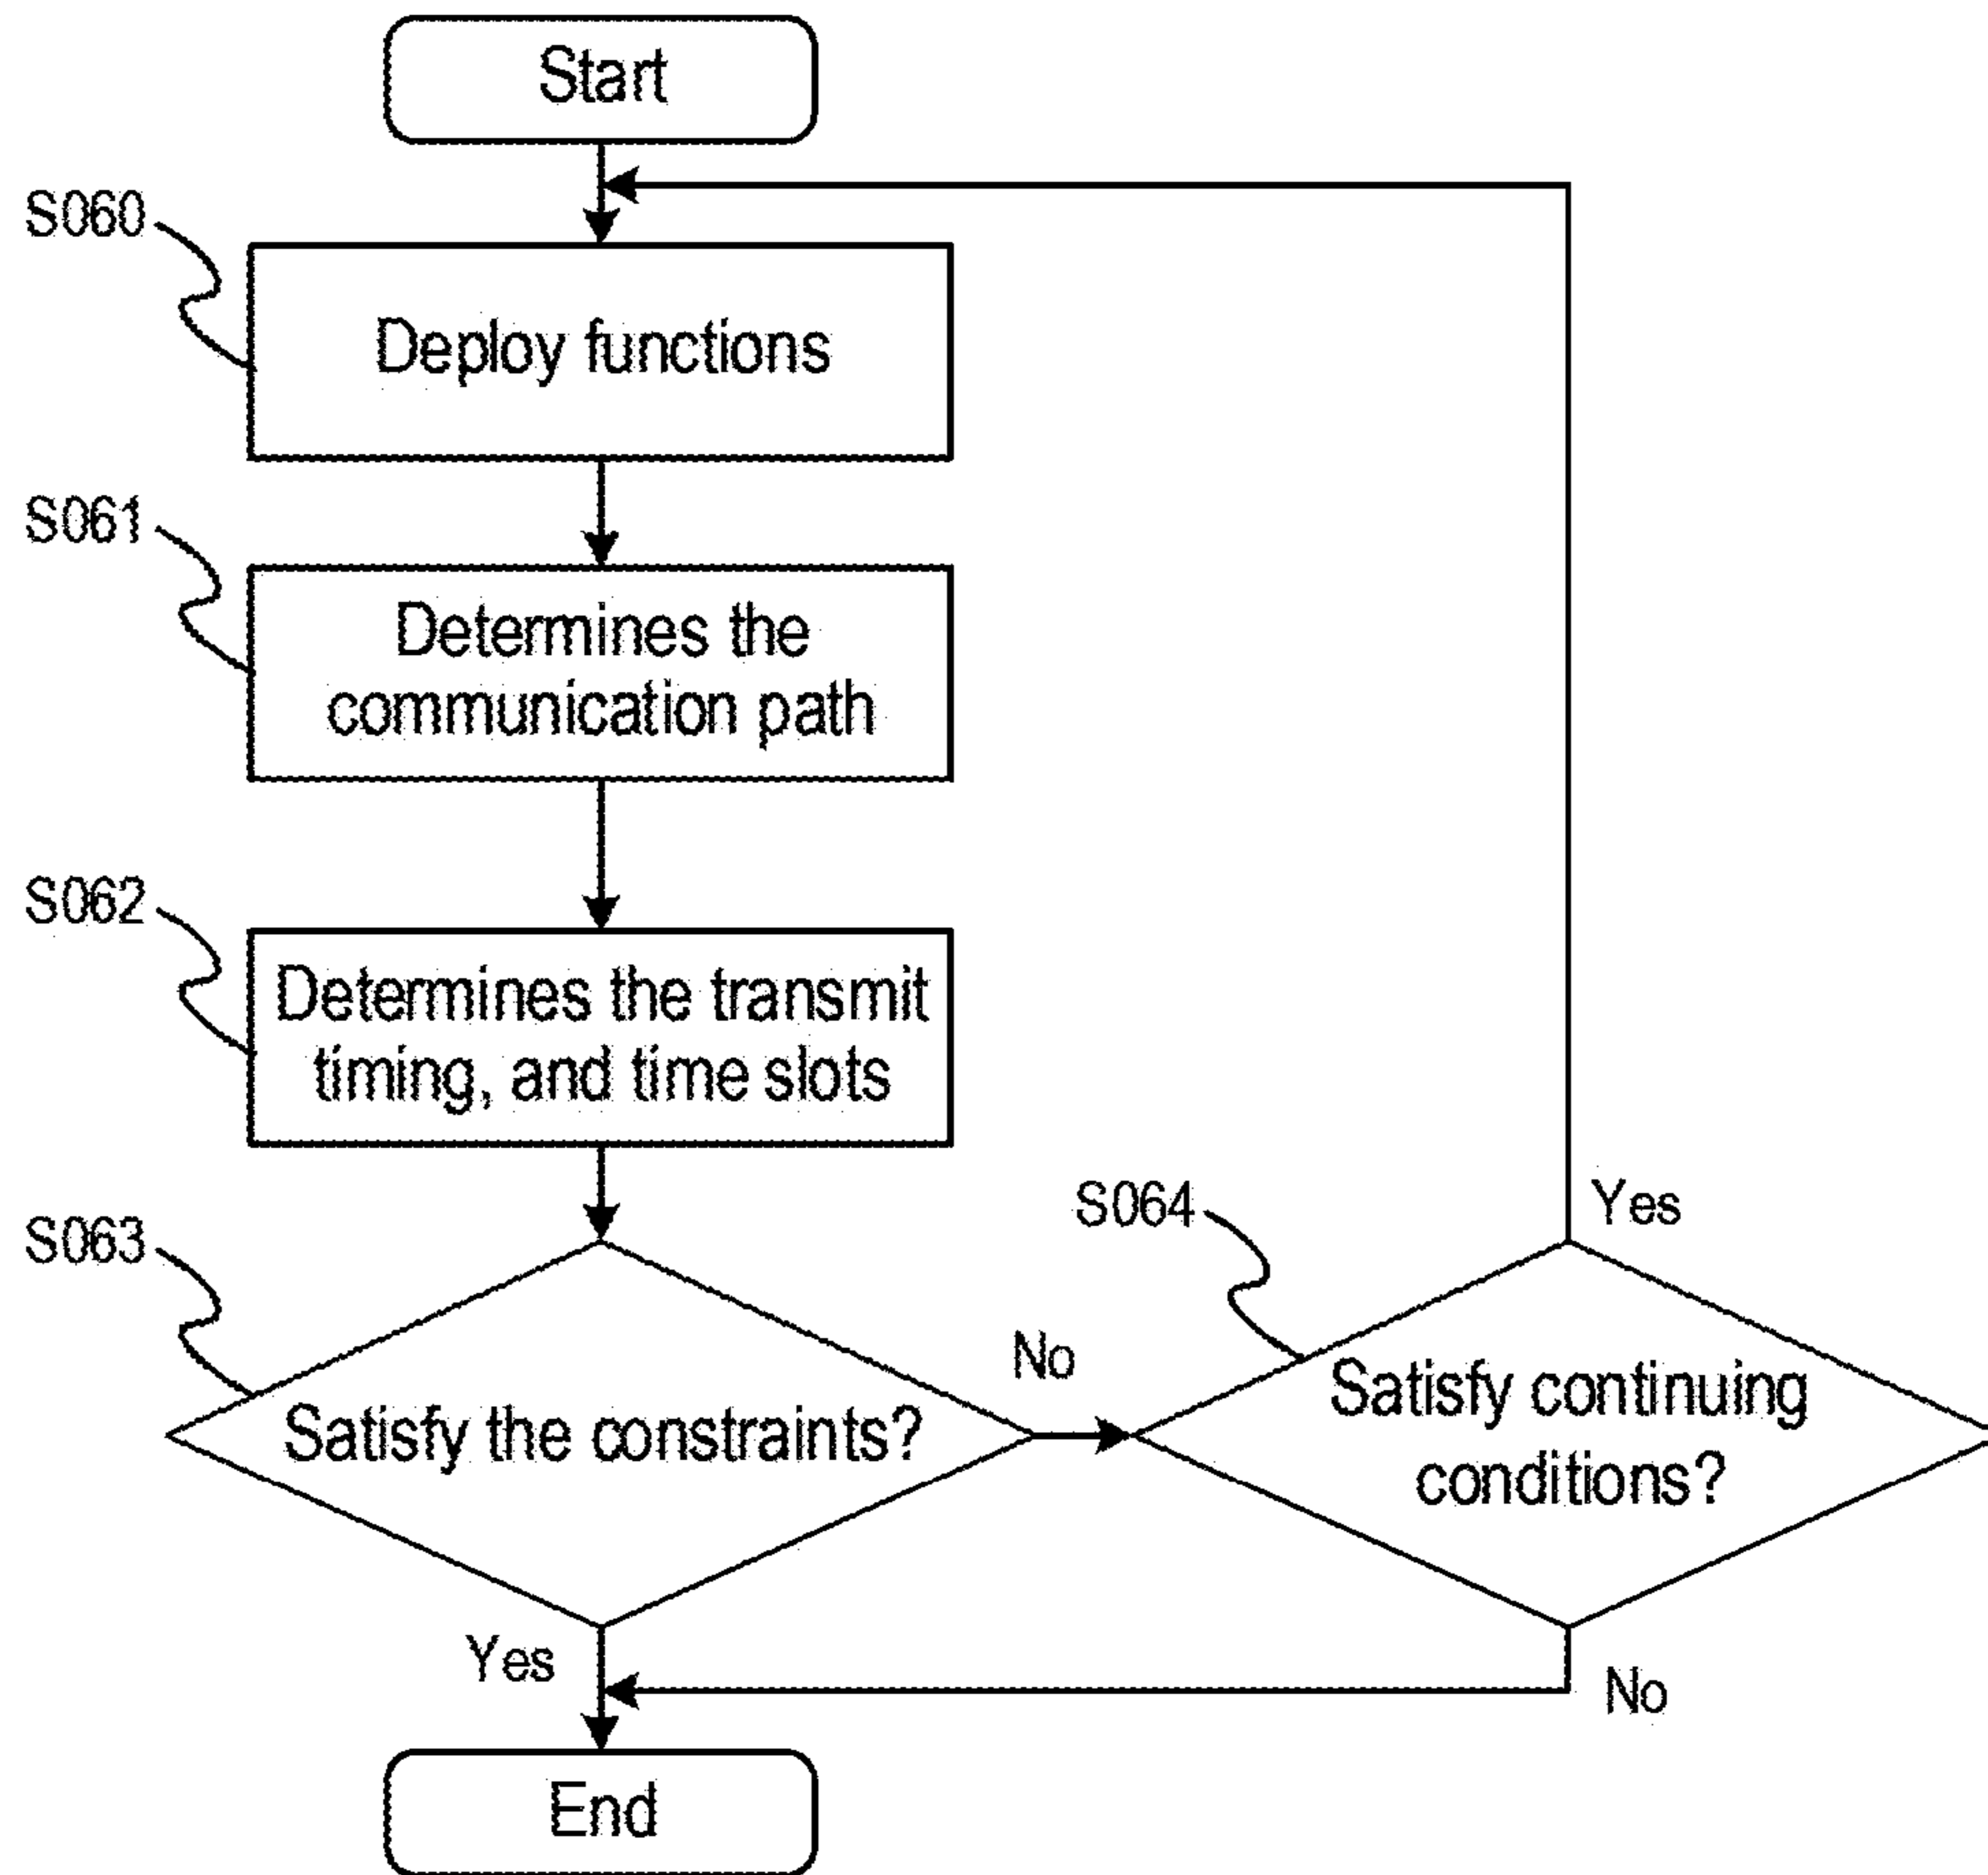 Start
S060
Deploy functions
S061
Determines the
communication path
S062
Determines the transmit
timing, and time slots
S063
Satisfy the constraints?
No
S064
Yes
Satisfy continuing
conditions?
Yes
No
End